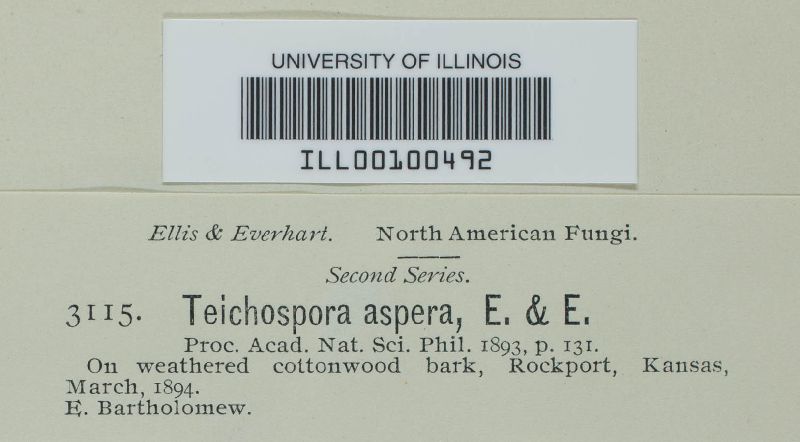 UNIVERSITY OF ILLINOIS
ILL00100492
Ellis & Everhart. North American Fungi.
Second Series.
3115. Teichospora aspera, E. & E.
Proc. Acad. Nat. Sci. Phil. 1893, p. 131.
On weathered cottonwood bark, Rockport, Kansas,
March, 1894.
E. Bartholomew.